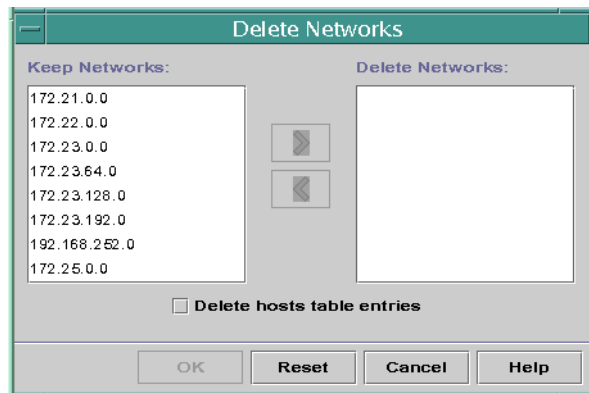 Delete Networks
Keep Networks:
Delete Networks:
172.21.0.0
172.22.0.0
172.23.0.0
172.23.64.0
172.23.128.0
172.23.192.0
192.168.252.0
172.25.0.0
Delete hosts table entries
OK
Reset
Cancel
Help